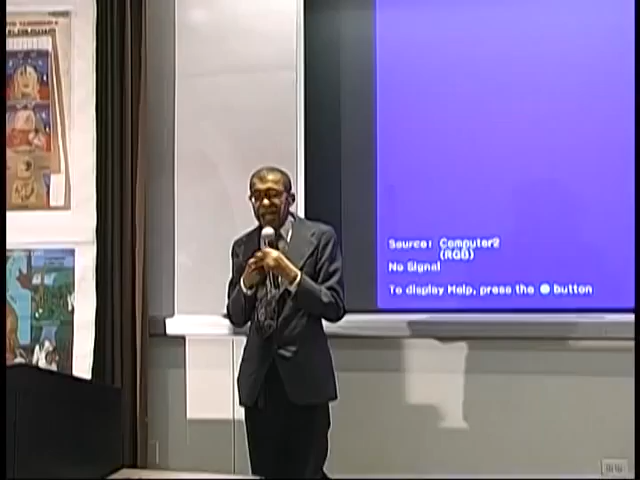 Source: Computer2
(RGB)
No Signal
To display Help, press the button